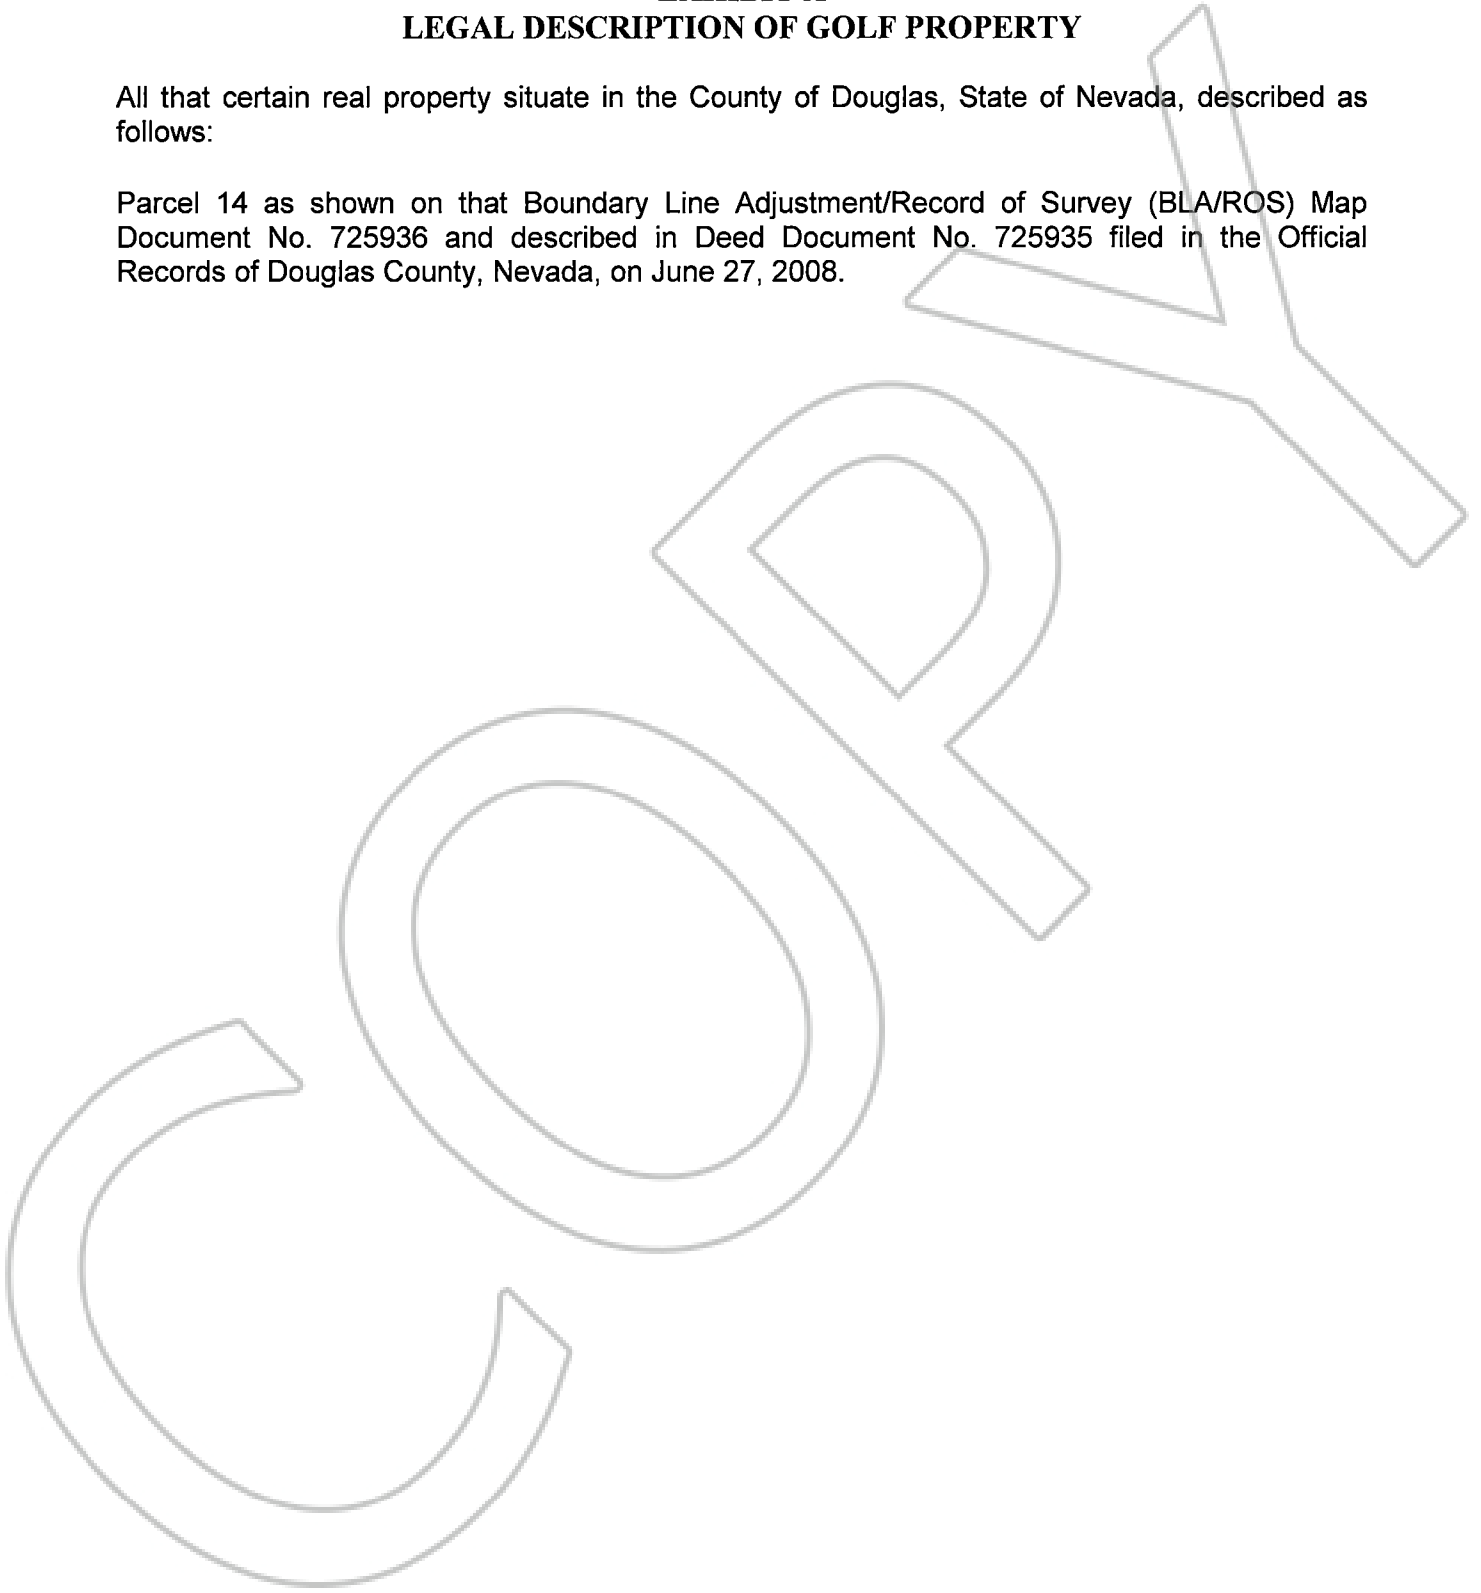 LEGAL DESCRIPTION OF GOLF PROPERTY
All that certain real property situate in the County of Douglas, State of Nevada, described as
follows:
Parcel 14 as shown on that Boundary Line Adjustment/Record of Survey (BLA/ROS) Map
Document No. 725936 and described in Deed Document No. 725935 filed in the Official
Records of Douglas County, Nevada, on June 27, 2008.
COPY